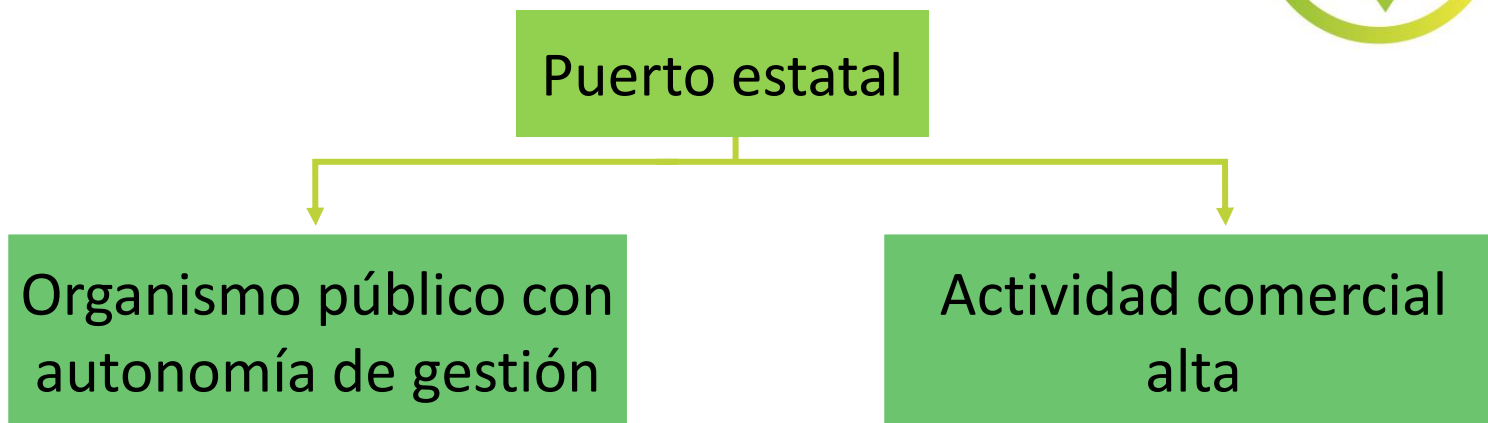 Puerto estatal
Organismo público con
autonomía de gestión
Actividad comercial
alta